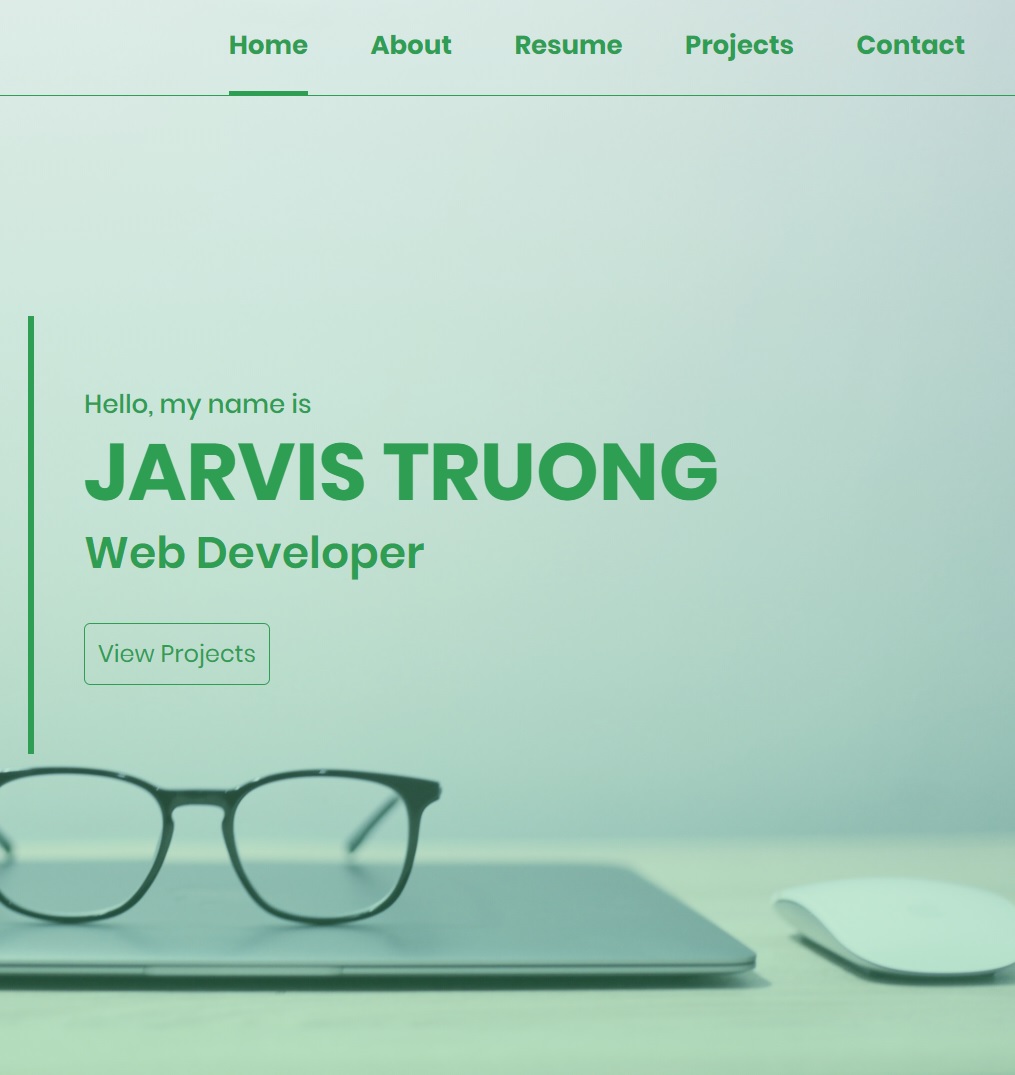 Home About Resume Projects Contact
Hello, my name is
JARVIS TRUONG
Web Developer
View Projects